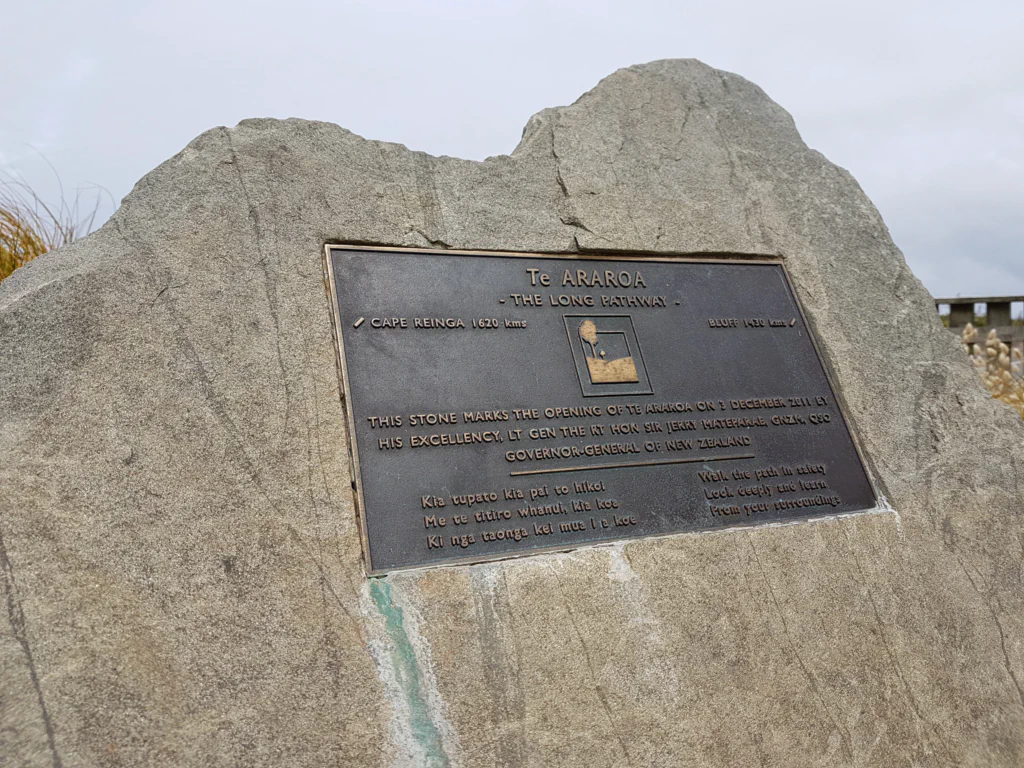 Te ARAROA
- THE LONG PATHWAY -
CAPE REINGA 1620 kms
BLUFF 1430 kms
THIS STONE MARKS THE OPENING OF TE ARAROA ON 3 DECEMBER 2011 BY
HIS EXCELLENCY, LT GEN THE RT HON SIR JERRY MATEPARAE, GNZM, QSO
GOVERNOR-GENERAL OF NEW ZEALAND
Kia tupato kia pai to hikoi
Me te titiro whanui, kia koe
Ki nga taonga kei mua i a koe
Walk the path in safety
Look deeply and learn
From your surroundings